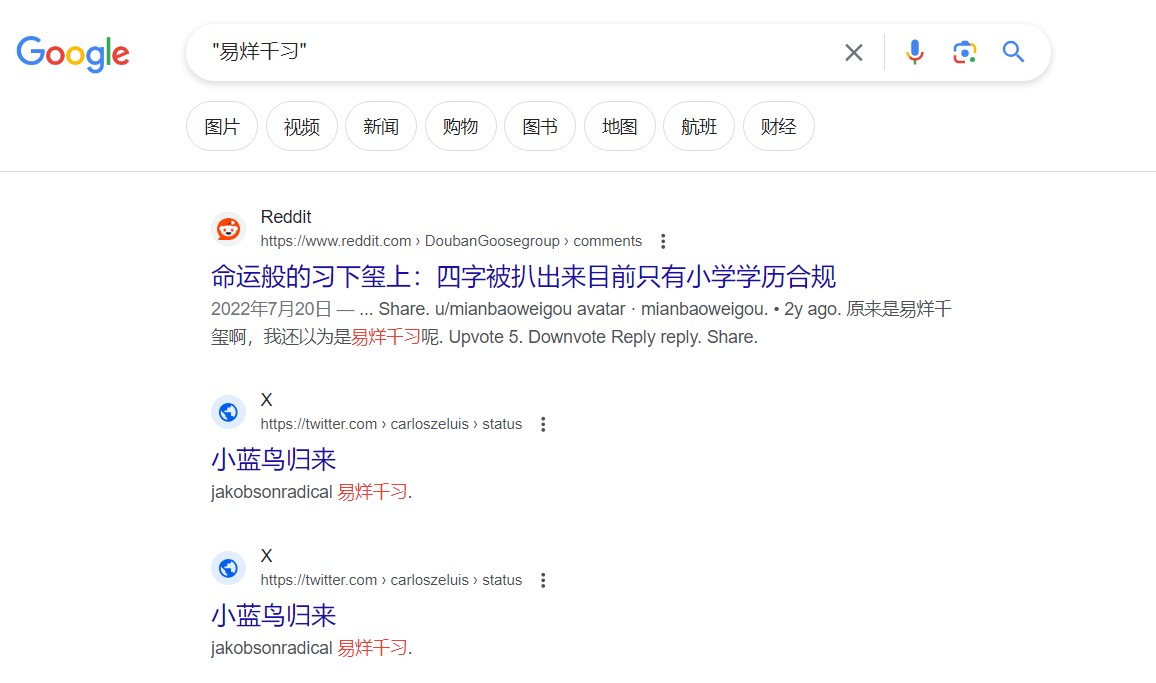 Google
"易烊千习"
图片 视频 新闻 购物 图书 地图 航班 财经
Reddit
https://www.reddit.com › DoubanGoosegroup › comments
命运般的习下玺上：四字被扒出来目前只有小学学历合规
2022年7月20日 — ... Share. u/mianbaoweigou avatar · mianbaoweigou. • 2y ago. 原来是易烊千
玺啊，我还以为是易烊千习呢. Upvote 5. Downvote Reply reply. Share.
X
https://twitter.com › carloszeluis › status
小蓝鸟归来
jakobsonradical 易烊千习.
X
https://twitter.com › carloszeluis › status
小蓝鸟归来
jakobsonradical 易烊千习.